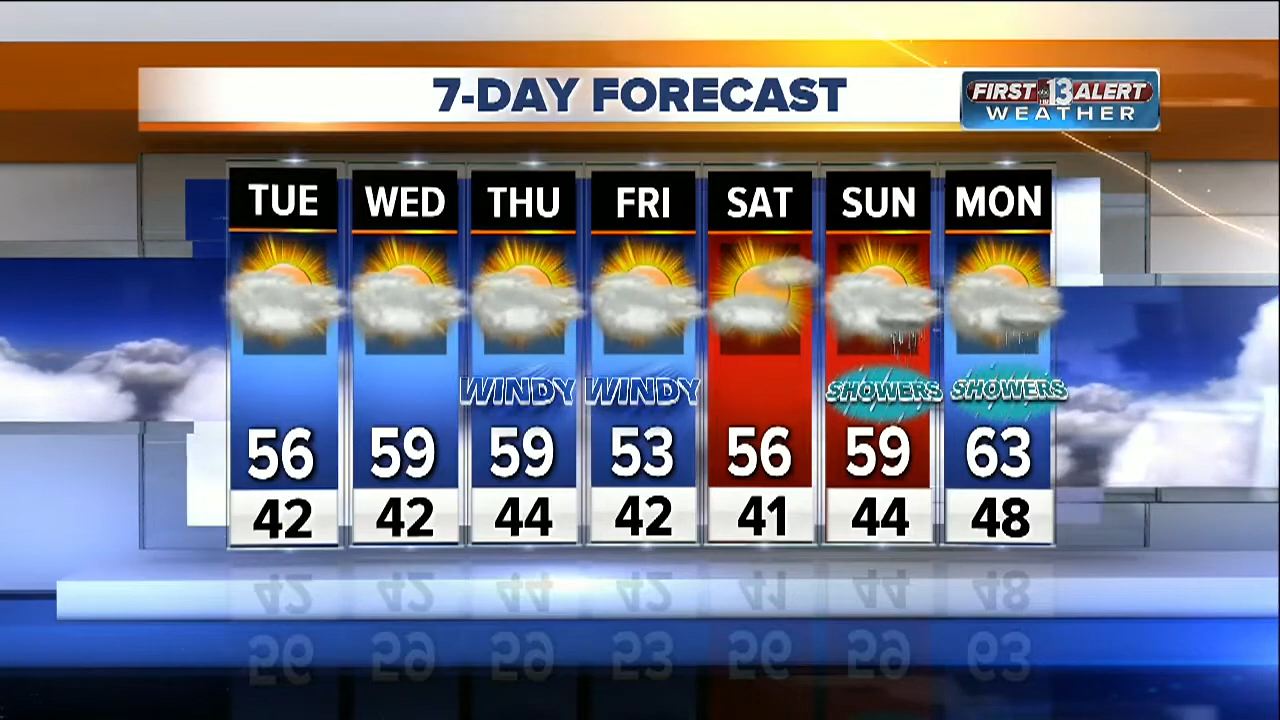 7-DAY FORECAST
FIRST 13 ALERT
WEATHER
TUE WED THU FRI SAT SUN MON
WINDY WINDY SHOWERS SHOWERS
56 59 59 53 56 59 63
42 42 44 42 41 44 48